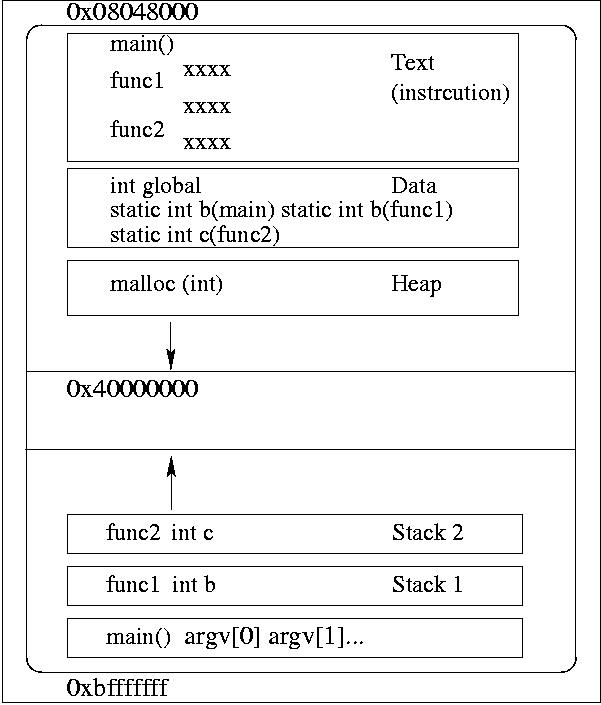 0x08048000
main()
func1 xxxx Text
xxxx (instrcution)
func2 xxxx
int global Data
static int b(main) static int b(func1)
static int c(func2)
malloc (int) Heap
0x40000000
func2 int c Stack 2
func1 int b Stack 1
main() argv[0] argv[1]...
0xbfffffff